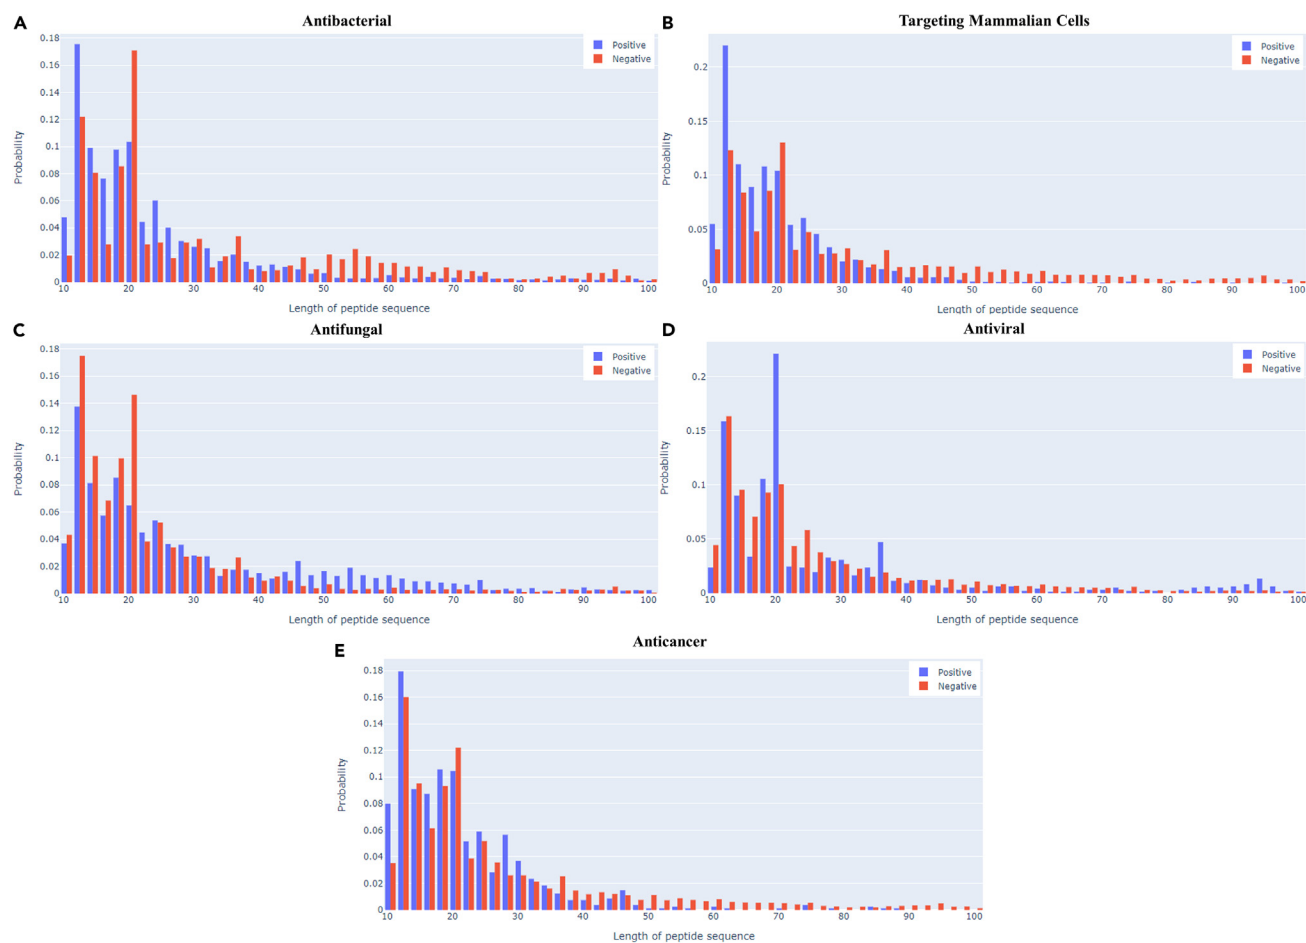 A
Antibacterial
Positive
Negative
0.18
0.16
0.14
0.12
0.1
0.08
0.06
0.04
0.02
0
Probability
10 20 30 40 50 60 70 80 90 100
Length of peptide sequence
B
Targeting Mammalian Cells
Positive
Negative
0.2
0.15
0.1
0.05
0
Probability
10 20 30 40 50 60 70 80 90 100
Length of peptide sequence
C
Antifungal
Positive
Negative
0.18
0.16
0.14
0.12
0.1
0.08
0.06
0.04
0.02
0
Probability
10 20 30 40 50 60 70 80 90 100
Length of peptide sequence
D
Antiviral
Positive
Negative
0.2
0.15
0.1
0.05
0
Probability
10 20 30 40 50 60 70 80 90 100
Length of peptide sequence
E
Anticancer
Positive
Negative
0.18
0.16
0.14
0.12
0.1
0.08
0.06
0.04
0.02
0
Probability
10 20 30 40 50 60 70 80 90 100
Length of peptide sequence